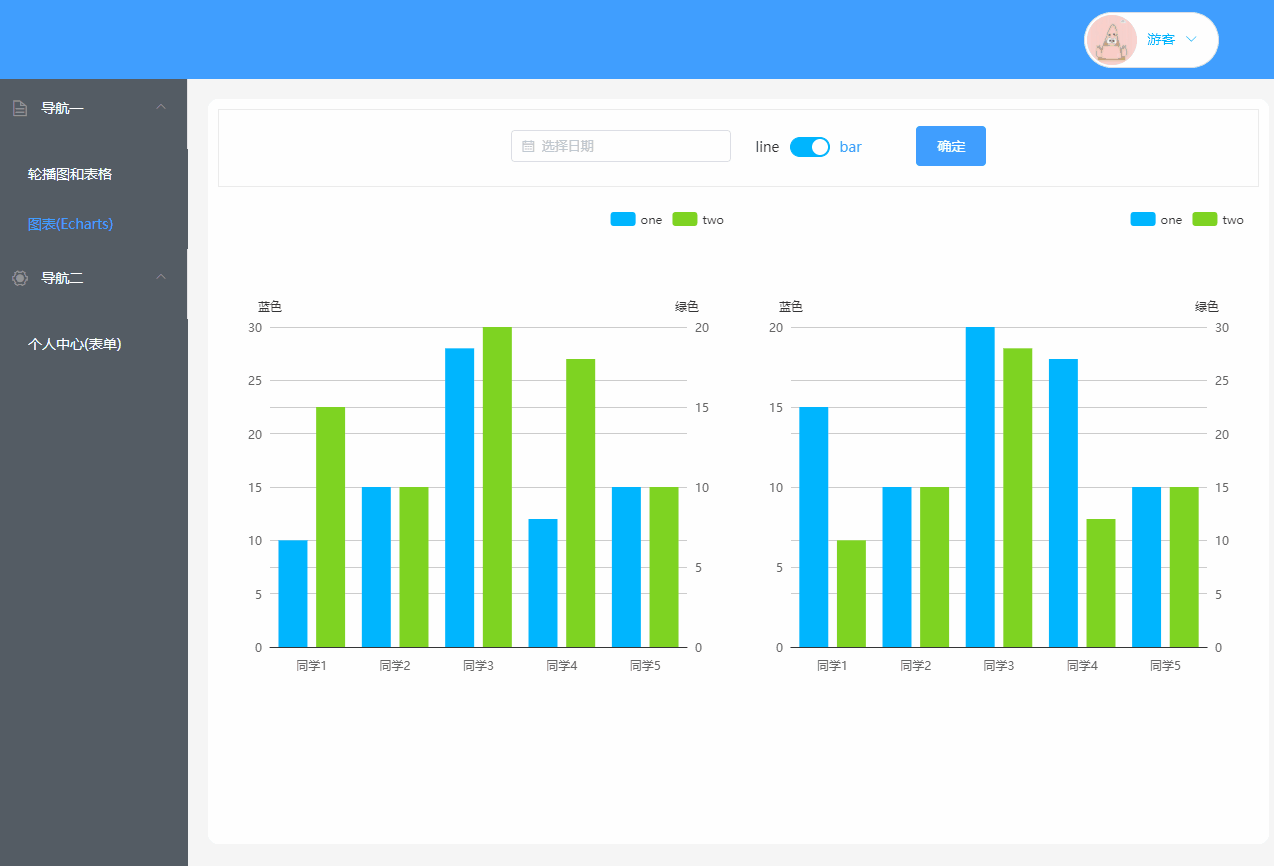 游客
导航一
轮播图和表格
图表(Echarts)
导航二
个人中心(表单)
选择日期
line
bar
确定
one two
蓝色 绿色
30 20
25
15
20
15 10
10
5
5
0 0
同学1 同学2 同学3 同学4 同学5
one two
蓝色 绿色
20 30
25
15
20
10 15
10
5
5
0 0
同学1 同学2 同学3 同学4 同学5